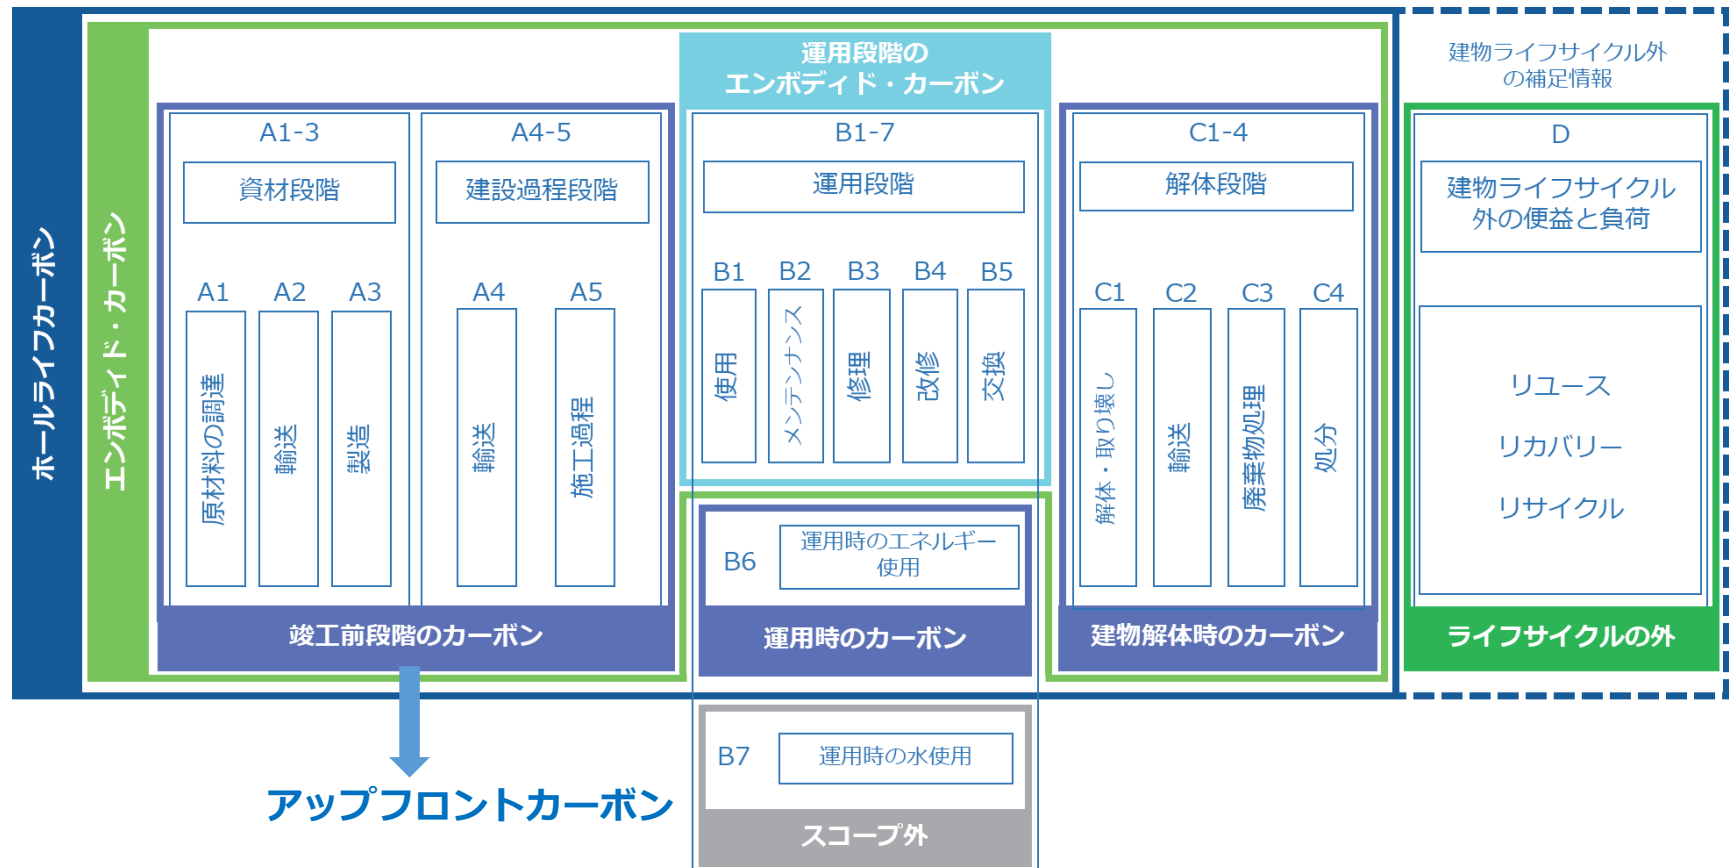 ホールライフカーボン
エンボディド・カーボン
A1-3
資材段階
A1
原材料の調達
A2
輸送
A3
製造
A4-5
建設過程段階
A4
輸送
A5
施工過程
竣工前段階のカーボン
アップフロントカーボン
運用段階の
エンボディド・カーボン
B1-7
運用段階
B1
使用
B2
メンテンナンス
B3
修理
B4
改修
B5
交換
B6
運用時のエネルギー
使用
運用時のカーボン
B7
運用時の水使用
スコープ外
C1-4
解体段階
C1
解体・取り壊し
C2
輸送
C3
廃棄物処理
C4
処分
建物解体時のカーボン
建物ライフサイクル外
の補足情報
D
建物ライフサイクル
外の便益と負荷
リユース
リカバリー
リサイクル
ライフサイクルの外